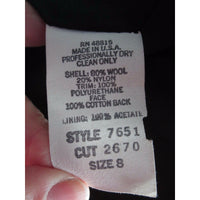 RN 48816
MADE IN U.S.A.
PROFESSIONALLY DRY
CLEAN ONLY
SHELL: 80% WOOL
20% NYLON
TRIM: 100%
POLYURETHANE
FACE
100% COTTON BACK
LINING: 100% ACETATE
STYLE 7651
CUT 2670
SIZE 8